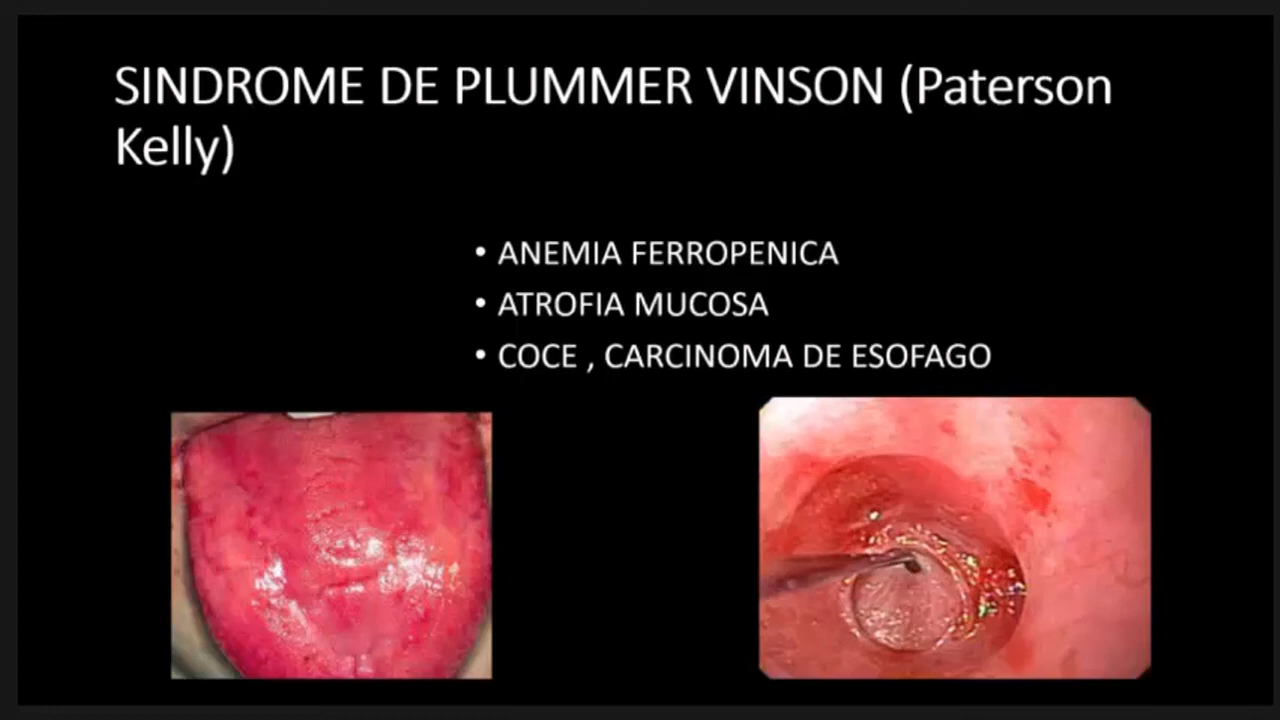 SINDROME DE PLUMMER VINSON (Paterson
Kelly)
• ANEMIA FERROPENICA
• ATROFIA MUCOSA
• COCE , CARCINOMA DE ESOFAGO